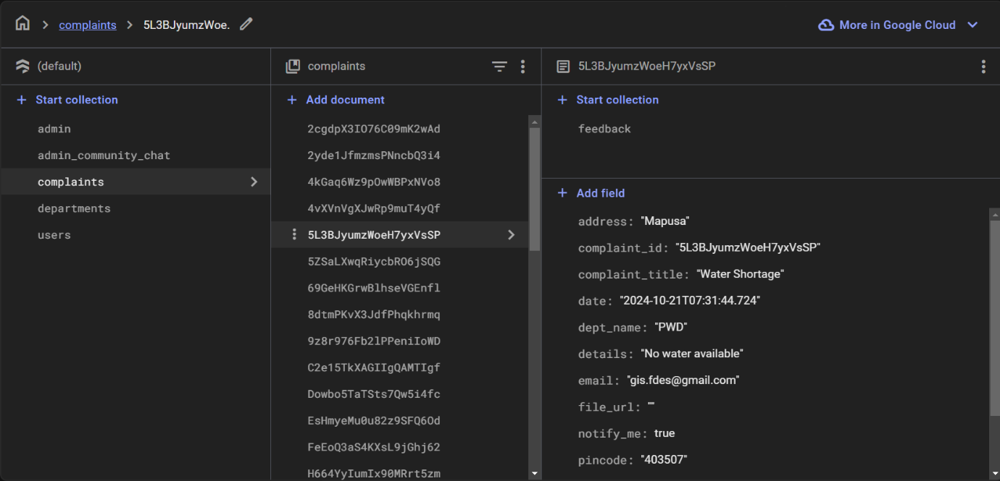 complaints > 5L3BJyumzWoe.
More in Google Cloud
(default)
+ Start collection
admin
admin_community_chat
complaints
departments
users
complaints
+ Add document
2cgdpX3IO76C09mK2wAd
2yde1JfmzmsPNncbQ3i4
4kGaq6Wz9pOwWBPxNVo8
4vXVnVgXJwRp9muT4yQf
5L3BJyumzWoeH7yxVsSP
5ZSaLXwqRiycbRO6jSQG
69GeHKGrwBlhseVGEnfl
8dtmPKvX3JdfPhqkhrmq
9z8r976Fb2lPPeniIoWD
C2e15TkXAGIIgQAMTIgf
Dowbo5TaTSts7Qw5i4fc
EsHmyeMu0u82z9SFQ6Od
FeEoQ3aS4KXsL9jGhj62
H664YyIumIx90MRrt5zm
5L3BJyumzWoeH7yxVsSP
+ Start collection
feedback
+ Add field
address: "Mapusa"
complaint_id: "5L3BJyumzWoeH7yxVsSP"
complaint_title: "Water Shortage"
date: "2024-10-21T07:31:44.724"
dept_name: "PWD"
details: "No water available"
email: "gis.fdes@gmail.com"
file_url: ""
notify_me: true
pincode: "403507"